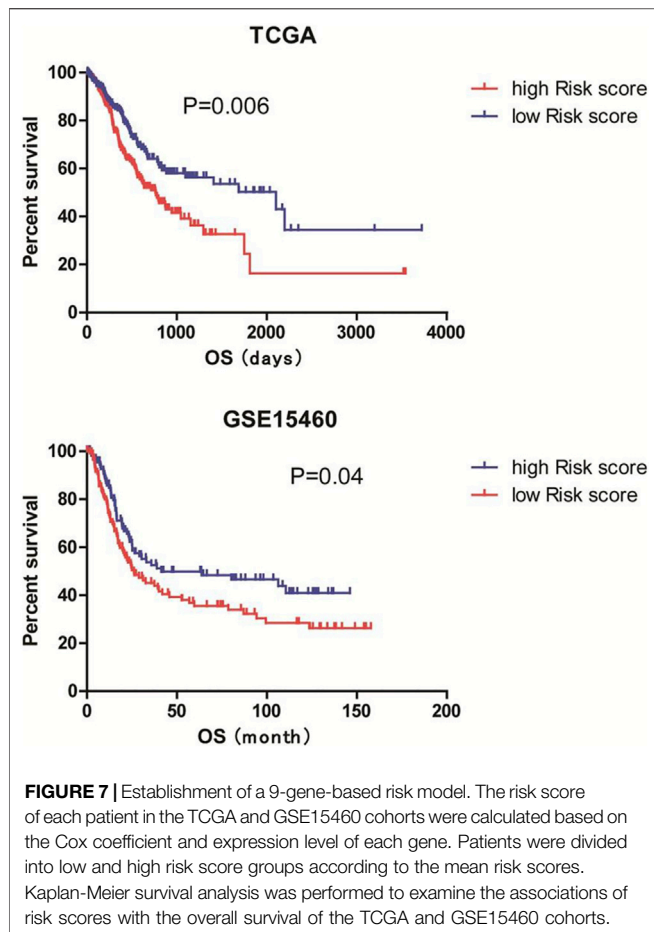 TCGA
100
80
60
40
20
0
Percent survival
P=0.006
high Risk score
low Risk score
0 1000 2000 3000 4000
OS (days)
GSE15460
100
80
60
40
20
0
Percent survival
P=0.04
high Risk score
low Risk score
0 50 100 150 200
OS (month)
FIGURE 7 | Establishment of a 9-gene-based risk model. The risk score
of each patient in the TCGA and GSE15460 cohorts were calculated based on
the Cox coefficient and expression level of each gene. Patients were divided
into low and high risk score groups according to the mean risk scores.
Kaplan-Meier survival analysis was performed to examine the associations of
risk scores with the overall survival of the TCGA and GSE15460 cohorts.